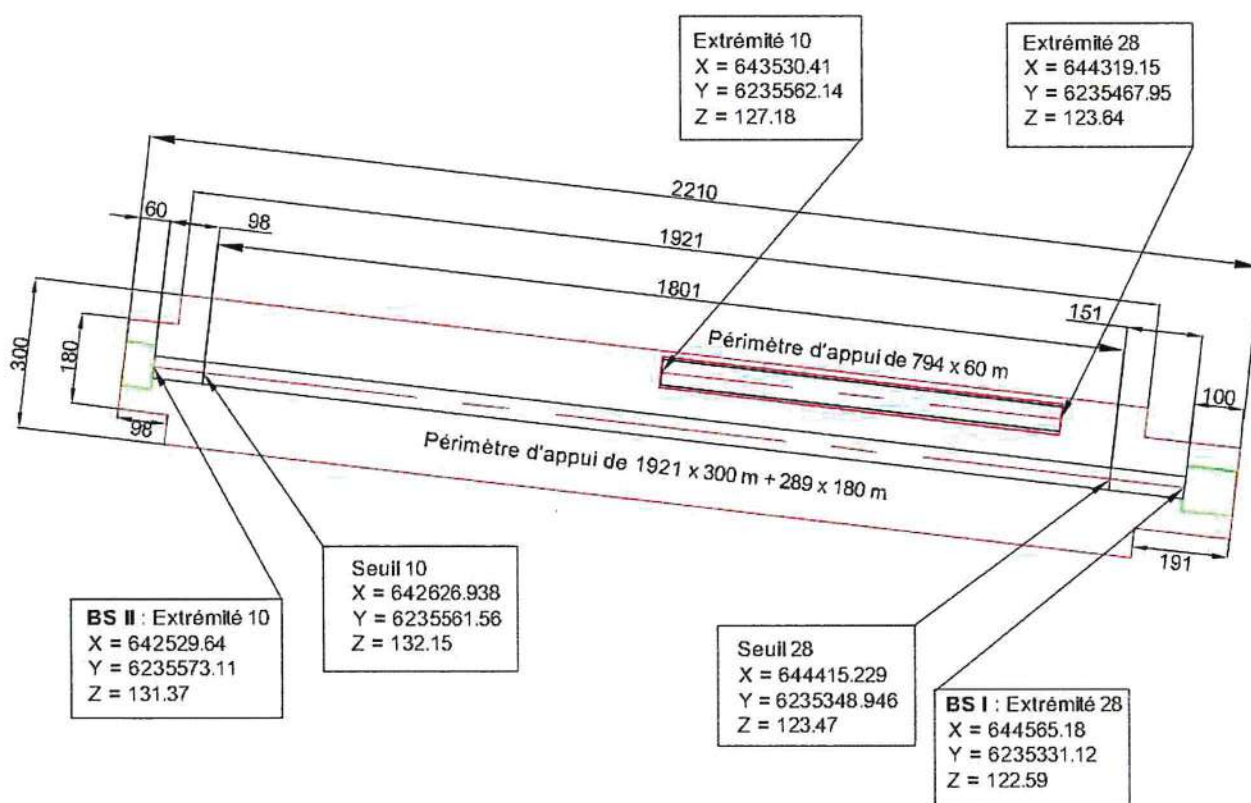 Extrémité 10
X = 643530.41
Y = 6235562.14
Z = 127.18
Extrémité 28
X = 644319.15
Y = 6235467.95
Z = 123.64
2210
60
98
1921
1801
151
300
180
Périmètre d'appui de 794 x 60 m
100
98
Périmètre d'appui de 1921 x 300 m + 289 x 180 m
191
Seuil 10
X = 642626.938
Y = 6235561.56
Z = 132.15
BS II : Extrémité 10
X = 642529.64
Y = 6235573.11
Z = 131.37
Seuil 28
X = 644415.229
Y = 6235348.946
Z = 123.47
BS I : Extrémité 28
X = 644565.18
Y = 6235331.12
Z = 122.59